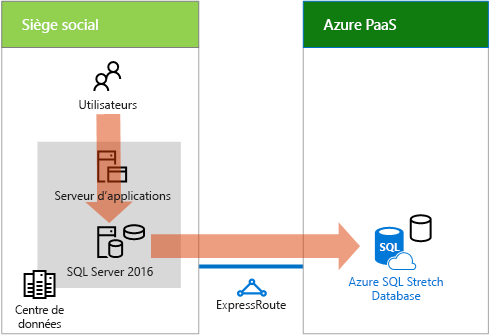 Siège social
Azure PaaS
Utilisateurs
Serveur d'applications
SQL Server 2016
Centre de
données
ExpressRoute
SQL
Azure SQL Stretch
Database